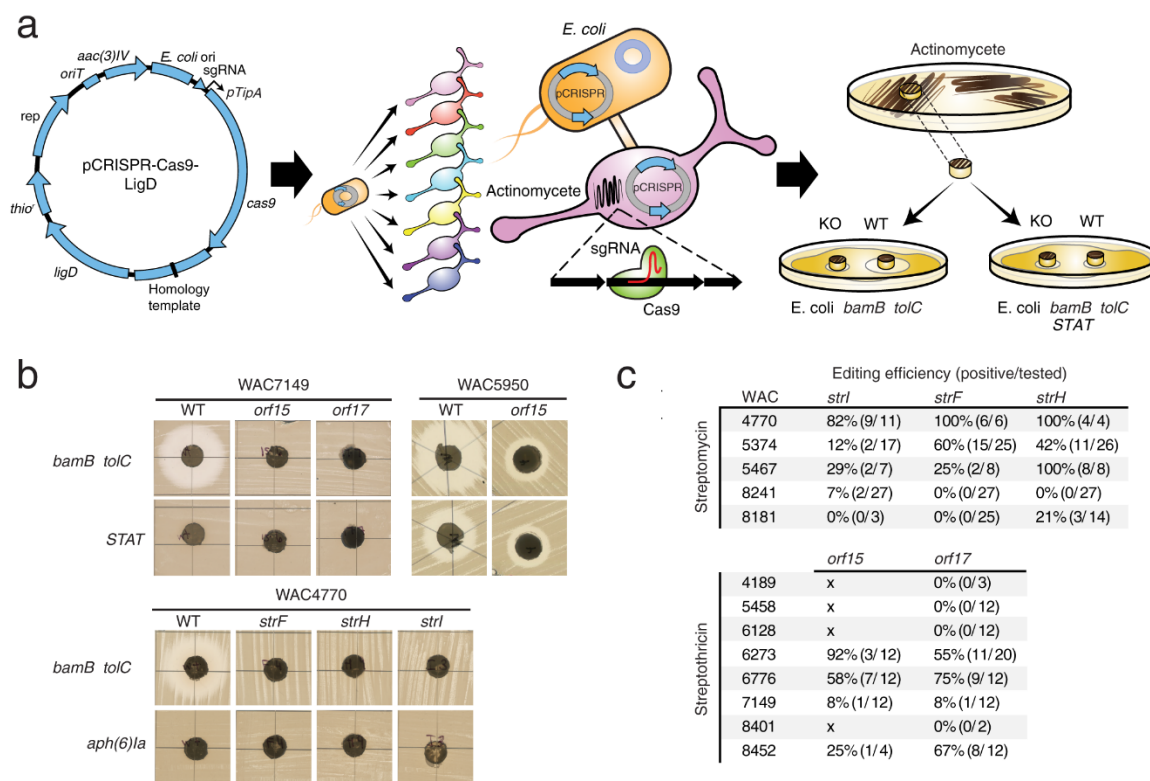 a
aac(3)IV
E. coli ori
oriT
sgRNA
pTipA
rep
pCRISPR-Cas9-
LigD
thioʳ
cas9
ligD
Homology
template
E. coli
pCRISPR
Actinomycete
pCRISPR
sgRNA
Cas9
Actinomycete
KO WT
KO WT
E. coli bamB tolC
E. coli bamB tolC
STAT
b
WAC7149
WAC5950
WT orf15 orf17
WT orf15
bamB tolC
STAT
WAC4770
WT strF strH strI
bamB tolC
aph(6)Ia
c
Editing efficiency (positive/tested)
WAC strI strF strH
Streptomycin
4770 82% (9/11) 100% (6/6) 100% (4/4)
5374 12% (2/17) 60% (15/25) 42% (11/26)
5467 29% (2/7) 25% (2/8) 100% (8/8)
8241 7% (2/27) 0% (0/27) 0% (0/27)
8181 0% (0/3) 0% (0/25) 21% (3/14)
orf15 orf17
Streptothricin
4189 x 0% (0/3)
5458 x 0% (0/12)
6128 x 0% (0/12)
6273 92% (3/12) 55% (11/20)
6776 58% (7/12) 75% (9/12)
7149 8% (1/12) 8% (1/12)
8401 x 0% (0/2)
8452 25% (1/4) 67% (8/12)